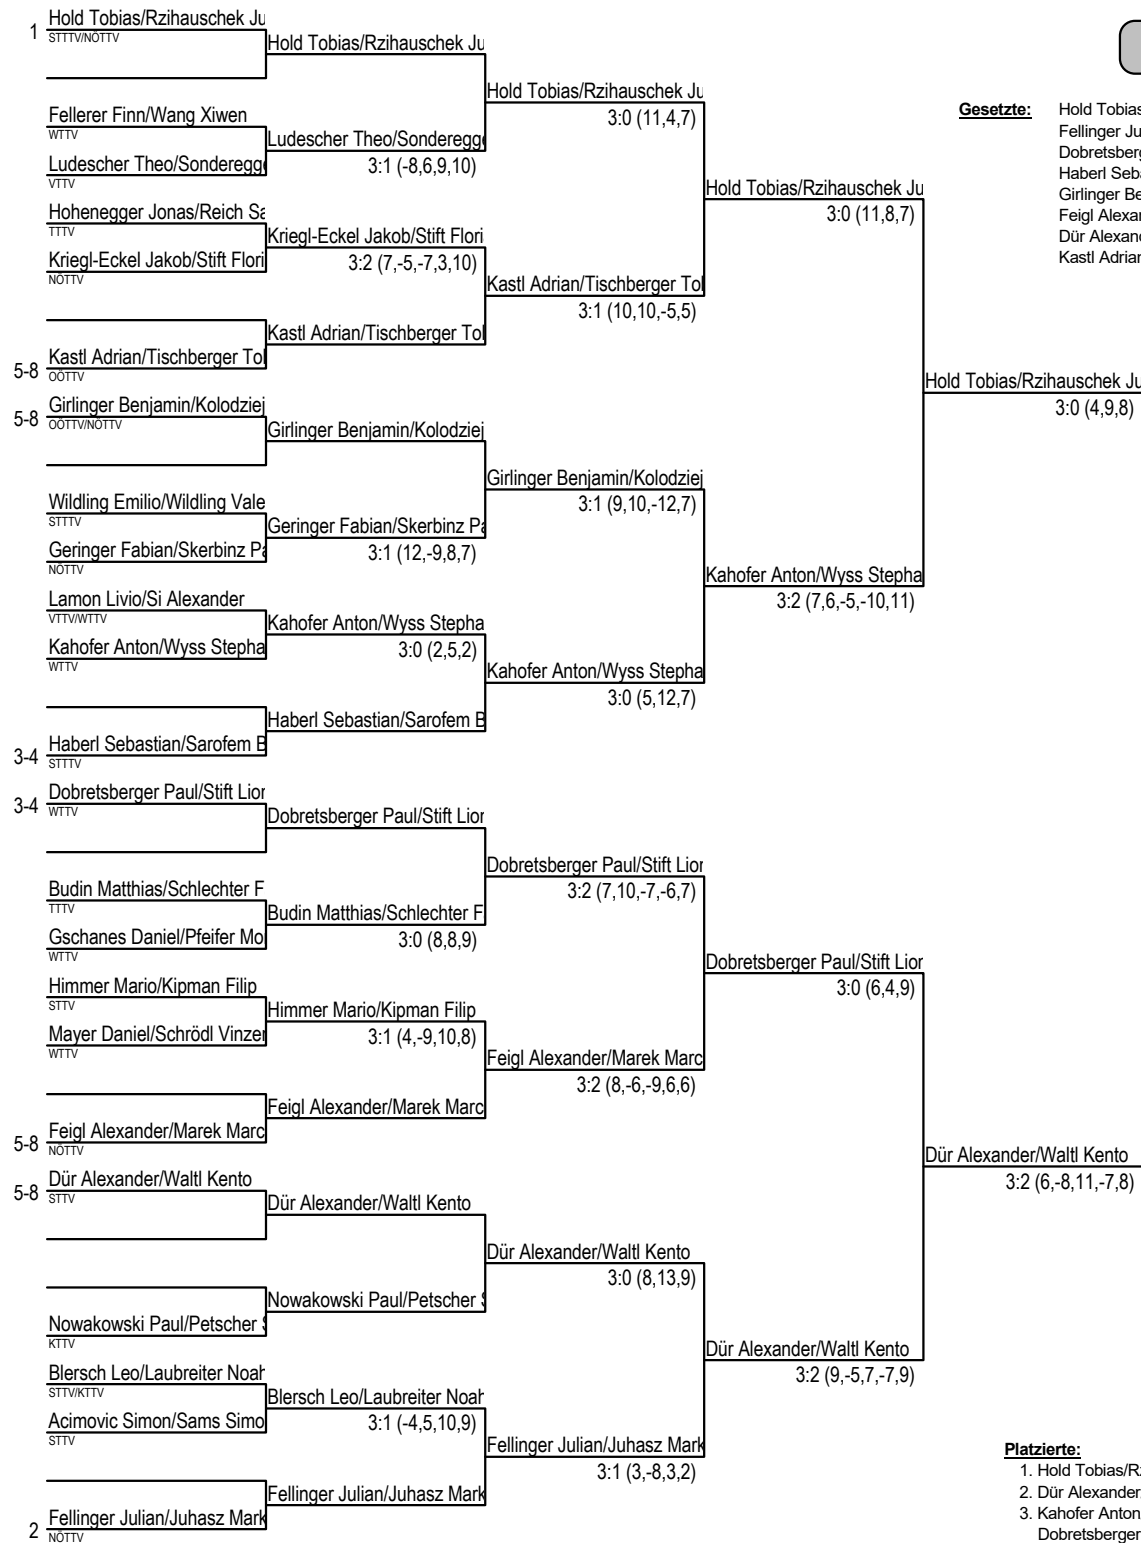 1 Hold Tobias/Rzihauschek Ju
STTTV/NÖTTV
Fellerer Finn/Wang Xiwen
WTTV
Ludescher Theo/Sonderegge
VTTV
Hohenegger Jonas/Reich Sa
TTTV
Kriegl-Eckel Jakob/Stift Flori
NÖTTV
5-8 Kastl Adrian/Tischberger Tol
OÖTTV
5-8 Girlinger Benjamin/Kolodziej
OÖTTV/NÖTTV
Wildling Emilio/Wildling Vale
STTTV
Geringer Fabian/Skerbinz Pa
NÖTTV
Lamon Livio/Si Alexander
VTTV/WTTV
Kahofer Anton/Wyss Stepha
WTTV
3-4 Haberl Sebastian/Sarofem B
STTTV
3-4 Dobretsberger Paul/Stift Lior
WTTV
Budin Matthias/Schlechter F
TTTV
Gschanes Daniel/Pfeifer Mo
WTTV
Himmer Mario/Kipman Filip
STTV
Mayer Daniel/Schrödl Vinzer
WTTV
5-8 Feigl Alexander/Marek Marc
NÖTTV
5-8 Dür Alexander/Waltl Kento
STTV
Nowakowski Paul/Petscher S
KTTV
Blersch Leo/Laubreiter Noah
STTV/KTTV
Acimovic Simon/Sams Simo
STTV
2 Fellinger Julian/Juhasz Mark
NÖTTV
Hold Tobias/Rzihauschek Ju
Ludescher Theo/Sonderegge
3:1 (-8,6,9,10)
Kriegl-Eckel Jakob/Stift Flori
3:2 (7,-5,-7,3,10)
Kastl Adrian/Tischberger Tol
Girlinger Benjamin/Kolodziej
Geringer Fabian/Skerbinz Pa
3:1 (12,-9,8,7)
Kahofer Anton/Wyss Stepha
3:0 (2,5,2)
Haberl Sebastian/Sarofem B
Dobretsberger Paul/Stift Lior
Budin Matthias/Schlechter F
3:0 (8,8,9)
Himmer Mario/Kipman Filip
3:1 (4,-9,10,8)
Feigl Alexander/Marek Marc
Dür Alexander/Waltl Kento
Nowakowski Paul/Petscher S
Blersch Leo/Laubreiter Noah
3:1 (-4,5,10,9)
Fellinger Julian/Juhasz Mark
Hold Tobias/Rzihauschek Ju
3:0 (11,4,7)
Kastl Adrian/Tischberger Tol
3:1 (10,10,-5,5)
Girlinger Benjamin/Kolodziej
3:1 (9,10,-12,7)
Kahofer Anton/Wyss Stepha
3:0 (5,12,7)
Dobretsberger Paul/Stift Lior
3:2 (7,10,-7,-6,7)
Feigl Alexander/Marek Marc
3:2 (8,-6,-9,6,6)
Dür Alexander/Waltl Kento
3:0 (8,13,9)
Fellinger Julian/Juhasz Mark
3:1 (3,-8,3,2)
Hold Tobias/Rzihauschek Ju
3:0 (11,8,7)
Kahofer Anton/Wyss Stepha
3:2 (7,6,-5,-10,11)
Dobretsberger Paul/Stift Lior
3:0 (6,4,9)
Dür Alexander/Waltl Kento
3:2 (9,-5,7,-7,9)
Hold Tobias/Rzihauschek Ju
3:0 (4,9,8)
Dür Alexander/Waltl Kento
3:2 (6,-8,11,-7,8)
Gesetzte: Hold Tobias
Fellinger Ju
Dobretsberg
Haberl Seba
Girlinger Be
Feigl Alexan
Dür Alexand
Kastl Adrian
Platzierte:
1. Hold Tobias/Rz
2. Dür Alexander
3. Kahofer Anton
Dobretsberger